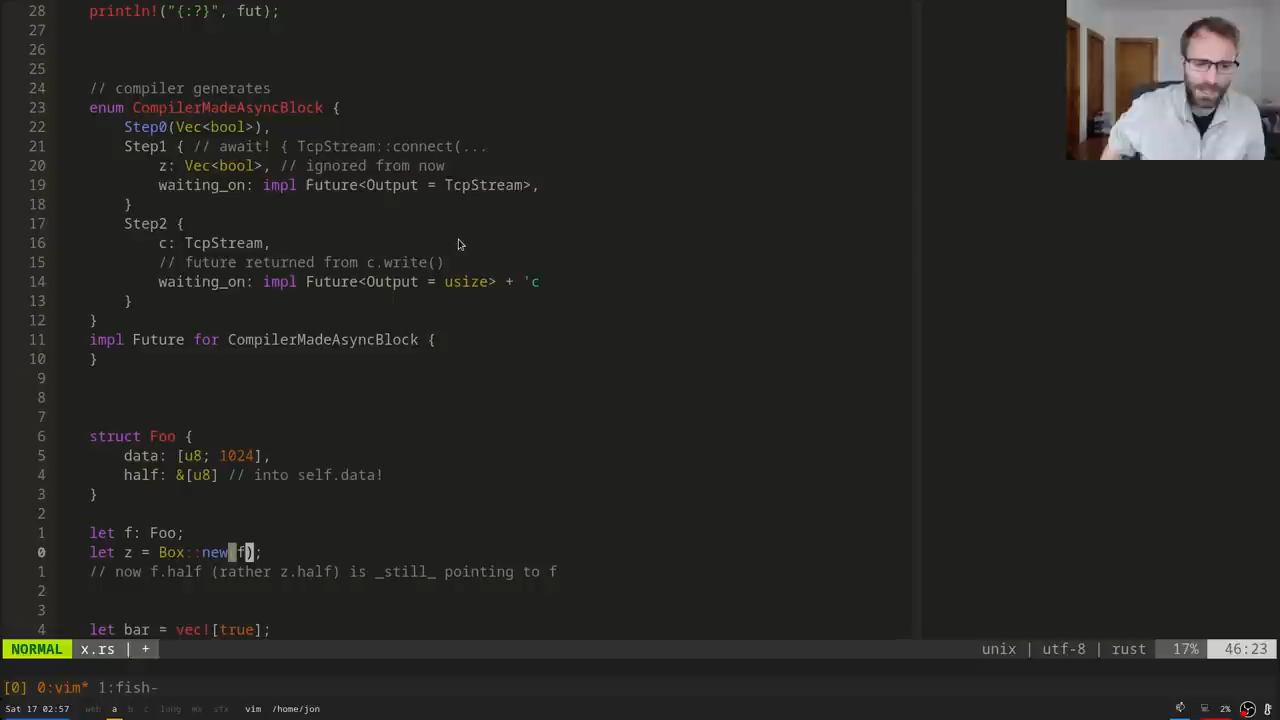 28 println!("{:?}", fut);
27
26
25
24 // compiler generates
23 enum CompilerMadeAsyncBlock {
22 Step0(Vec<bool>),
21 Step1 { // await! { TcpStream::connect(...
20 z: Vec<bool>, // ignored from now
19 waiting_on: impl Future<Output = TcpStream>,
18 }
17 Step2 {
16 c: TcpStream,
15 // future returned from c.write()
14 waiting_on: impl Future<Output = usize> + 'c
13 }
12 }
11 impl Future for CompilerMadeAsyncBlock {
10 }
9
8
7
6 struct Foo {
5 data: [u8; 1024],
4 half: &[u8] // into self.data!
3 }
2
1 let f: Foo;
0 let z = Box::new(f);
1 // now f.half (rather z.half) is _still_ pointing to f
2
3
4 let bar = vec![true];
NORMAL x.rs | + unix | utf-8 | rust 17% 46:23
[0] 0:vim* 1:fish-
Sat 17 02:57 web a b c lung mx sfx vim /home/jon 2%